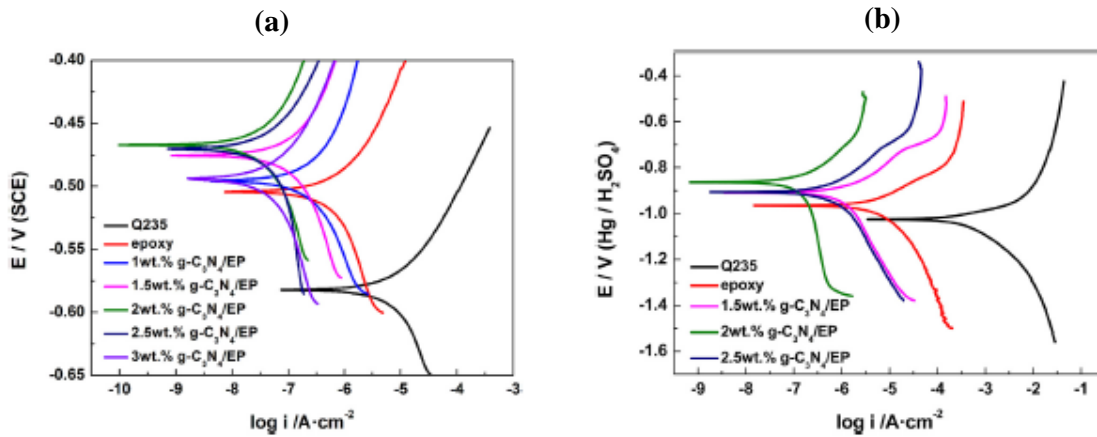 (a)
(b)
E / V (SCE)
-0.40
-0.45
-0.50
-0.55
-0.60
-0.65
Q235
epoxy
1wt.% g-C₃N₄/EP
1.5wt.% g-C₃N₄/EP
2wt.% g-C₃N₄/EP
2.5wt.% g-C₃N₄/EP
3wt.% g-C₃N₄/EP
-10 -9 -8 -7 -6 -5 -4 -3
log i /A·cm⁻²
E / V (Hg / H₂SO₄)
-0.4
-0.6
-0.8
-1.0
-1.2
-1.4
-1.6
Q235
epoxy
1.5wt.% g-C₃N₄/EP
2wt.% g-C₃N₄/EP
2.5wt.% g-C₃N₄/EP
-9 -8 -7 -6 -5 -4 -3 -2 -1
log i /A·cm⁻²